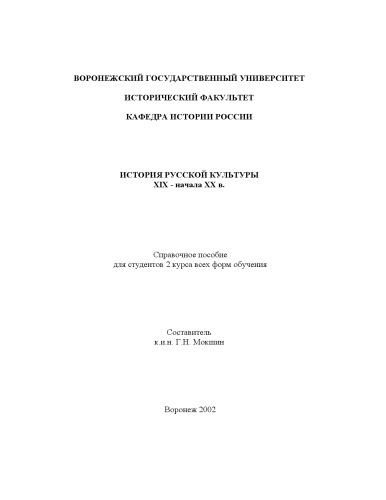 ВОРОНЕЖСКИЙ ГОСУДАРСТВЕННЫЙ УНИВЕРСИТЕТ
ИСТОРИЧЕСКИЙ ФАКУЛЬТЕТ
КАФЕДРА ИСТОРИИ РОССИИ
ИСТОРИЯ РУССКОЙ КУЛЬТУРЫ
XIX - начала XX в.
Справочное пособие
для студентов 2 курса всех форм обучения
Составитель
к.и.н. Г.Н. Мокшин
Воронеж 2002